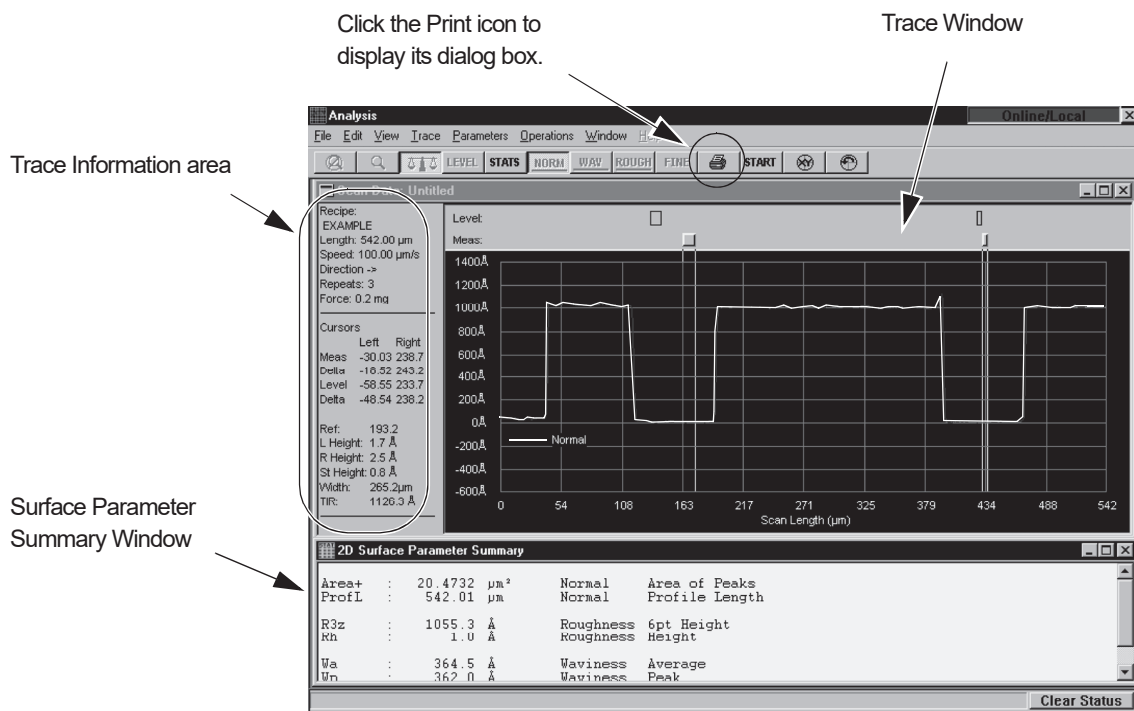 Click the Print icon to
display its dialog box.
Trace Window
Trace Information area
Surface Parameter
Summary Window
Analysis
Online/Local
File Edit View Trace Parameters Operations Window
LEVEL STATS NORM WAV ROUGH FINE START XY
Scan Data: Untitled
Recipe:
EXAMPLE
Length: 542.00 µm
Speed: 100.00 µm/s
Direction ->
Repeats: 3
Force: 0.2 mg
Cursors
Left Right
Meas -30.03 238.7
Delta -16.52 243.2
Level -58.55 233.7
Delta -48.54 238.2
Ref: 193.2
L Height: 1.7 Å
R Height: 2.5 Å
St Height: 0.8 Å
Width: 265.2µm
TIR: 1126.3 Å
Level:
Meas:
1400Å
1200Å
1000Å
800Å
600Å
400Å
200Å
0Å
-200Å
-400Å
-600Å
Normal
0 54 108 163 217 271 325 379 434 488 542
Scan Length (µm)
2D Surface Parameter Summary
Area+ : 20.4732 µm² Normal Area of Peaks
ProfL : 542.01 µm Normal Profile Length
R3z : 1055.3 Å Roughness 6pt Height
Rh : 1.0 Å Roughness Height
Wa : 364.5 Å Waviness Average
Wp : 362.0 Å Waviness Peak
Clear Status